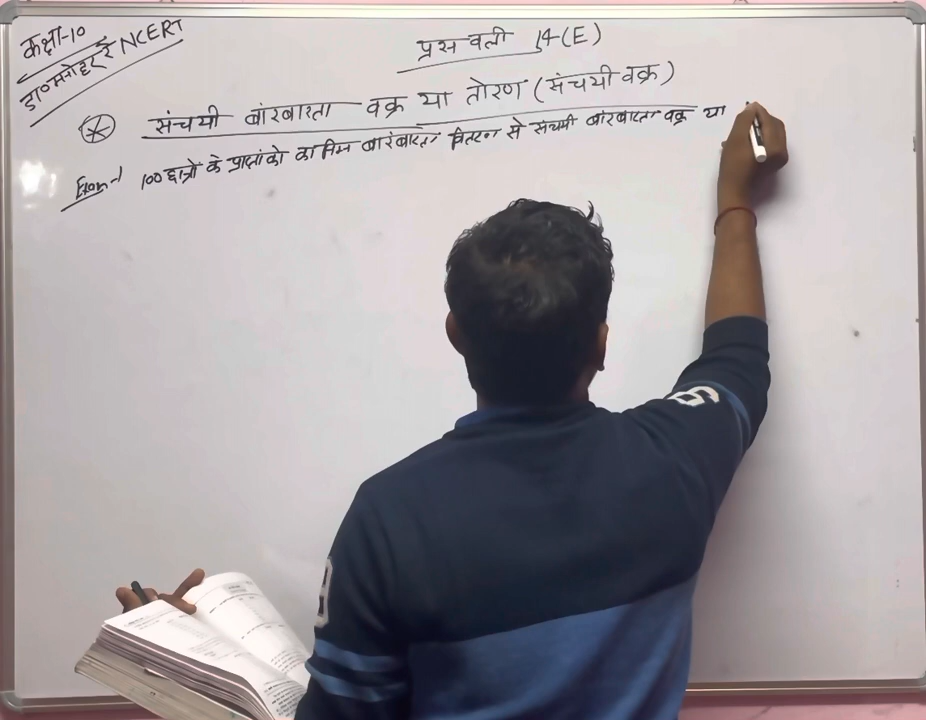 कक्षा-10
डा० मनोहर रे NCERT
प्रश्नावली 14(E)
संचयी बारंबारता वक्र या तोरण (संचयी वक्र)
Exam-1 100 छात्रों के प्राप्तांको का निम्न बारंबारता वितरण से संचयी बारंबारता वक्र या